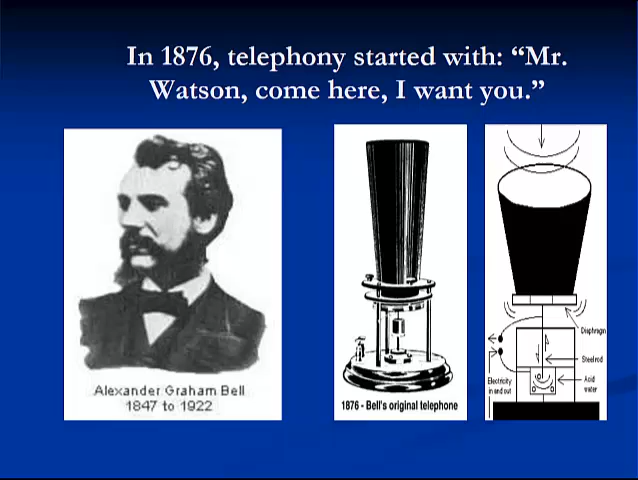 In 1876, telephony started with: “Mr.
Watson, come here, I want you.”
Alexander Graham Bell
1847 to 1922
1876 - Bell's original telephone
Diaphragm
Steel rod
Acid
water
Electricity
in end out